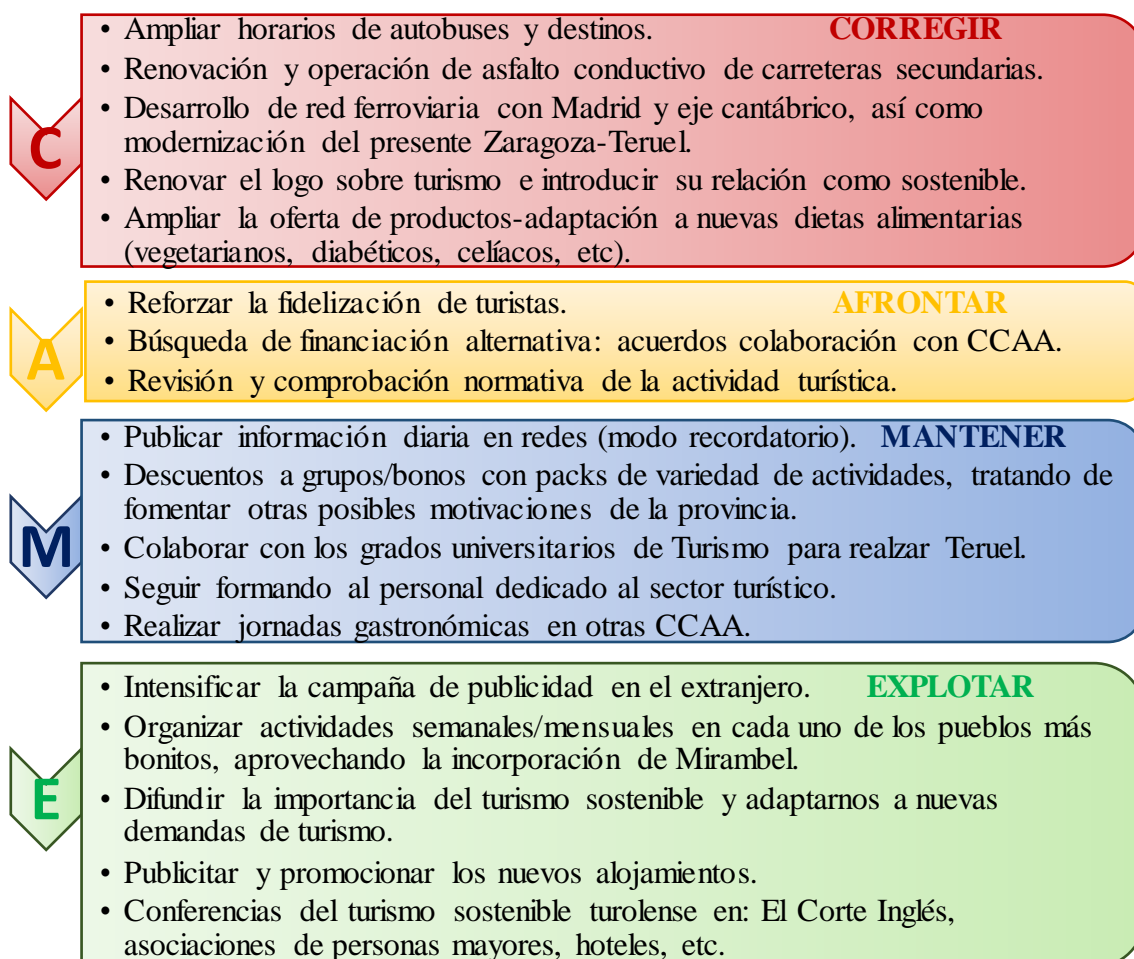 • Ampliar horarios de autobuses y destinos. CORREGIR
• Renovación y operación de asfalto conductivo de carreteras secundarias.
• Desarrollo de red ferroviaria con Madrid y eje cantábrico, así como
modernización del presente Zaragoza-Teruel.
C
• Renovar el logo sobre turismo e introducir su relación como sostenible.
• Ampliar la oferta de productos-adaptación a nuevas dietas alimentarias
(vegetarianos, diabéticos, celíacos, etc).
• Reforzar la fidelización de turistas. AFRONTAR
• Búsqueda de financiación alternativa: acuerdos colaboración con CCAA.
A
• Revisión y comprobación normativa de la actividad turística.
• Publicar información diaria en redes (modo recordatorio). MANTENER
• Descuentos a grupos/bonos con packs de variedad de actividades, tratando de
fomentar otras posibles motivaciones de la provincia.
M
• Colaborar con los grados universitarios de Turismo para realzar Teruel.
• Seguir formando al personal dedicado al sector turístico.
• Realizar jornadas gastronómicas en otras CCAA.
• Intensificar la campaña de publicidad en el extranjero. EXPLOTAR
• Organizar actividades semanales/mensuales en cada uno de los pueblos más
bonitos, aprovechando la incorporación de Mirambel.
E
• Difundir la importancia del turismo sostenible y adaptarnos a nuevas
demandas de turismo.
• Publicitar y promocionar los nuevos alojamientos.
• Conferencias del turismo sostenible turolense en: El Corte Inglés,
asociaciones de personas mayores, hoteles, etc.